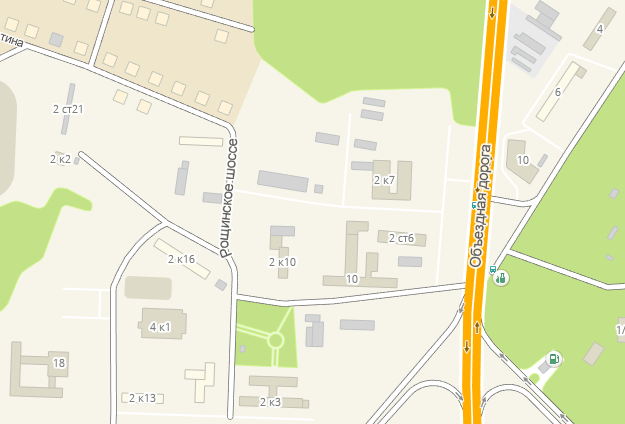 4
тина
6
2 ст21
10
2 к2
Рощинское шоссе
Объездная дорога
2 к7
2 ст6
2 к16
2 к10
10
4 к1
1/
18
2 к13
2 к3